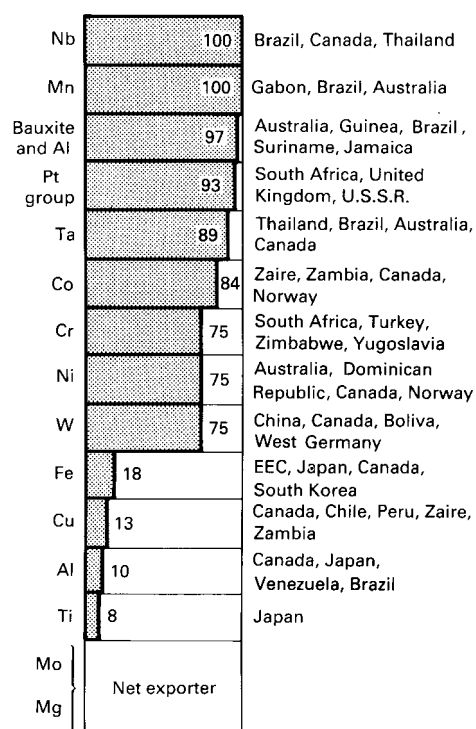 Nb 100 Brazil, Canada, Thailand
Mn 100 Gabon, Brazil, Australia
Bauxite and Al 97 Australia, Guinea, Brazil,
Suriname, Jamaica
Pt group 93 South Africa, United
Kingdom, U.S.S.R.
Ta 89 Thailand, Brazil, Australia,
Canada
Co 84 Zaire, Zambia, Canada,
Norway
Cr 75 South Africa, Turkey,
Zimbabwe, Yugoslavia
Ni 75 Australia, Dominican
Republic, Canada, Norway
W 75 China, Canada, Boliva,
West Germany
Fe 18 EEC, Japan, Canada,
South Korea
Cu 13 Canada, Chile, Peru, Zaire,
Zambia
Al 10 Canada, Japan,
Venezuela, Brazil
Ti 8 Japan
Mo
Net exporter
Mg